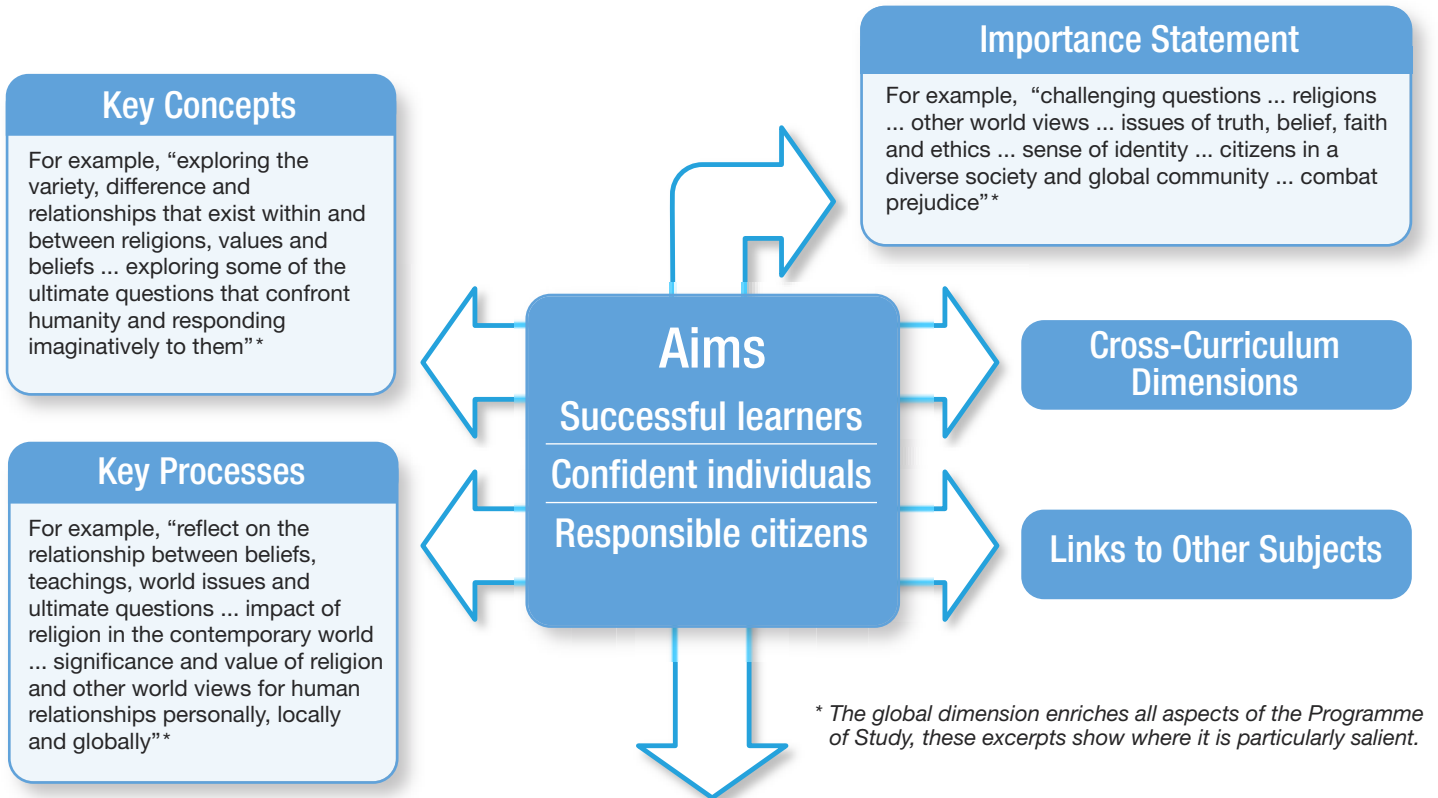 Importance Statement
For example, “challenging questions ... religions
... other world views ... issues of truth, belief, faith
and ethics ... sense of identity ... citizens in a
diverse society and global community ... combat
prejudice”*
Key Concepts
For example, “exploring the
variety, difference and
relationships that exist within and
between religions, values and
beliefs ... exploring some of the
ultimate questions that confront
humanity and responding
imaginatively to them”*
Aims
Successful learners
Confident individuals
Responsible citizens
Cross-Curriculum
Dimensions
Key Processes
For example, “reflect on the
relationship between beliefs,
teachings, world issues and
ultimate questions ... impact of
religion in the contemporary world
... significance and value of religion
and other world views for human
relationships personally, locally
and globally”*
Links to Other Subjects
* The global dimension enriches all aspects of the Programme
of Study, these excerpts show where it is particularly salient.